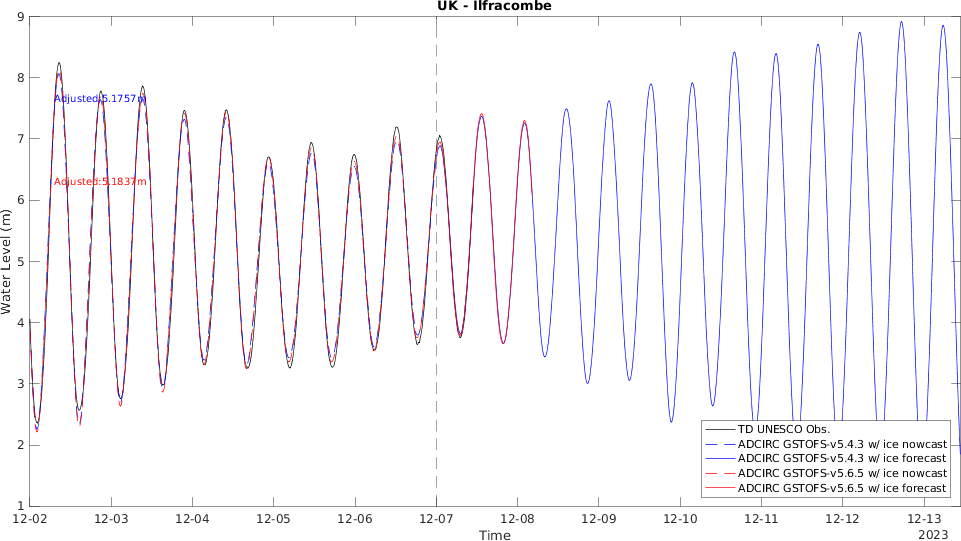 UK - Ilfracombe
9
8
7
6
5
4
3
2
1
Water Level (m)
Adjusted:5.1757m
Adjusted:5.1837m
TD UNESCO Obs.
ADCIRC GSTOFS-v5.4.3 w/ ice nowcast
ADCIRC GSTOFS-v5.4.3 w/ ice forecast
ADCIRC GSTOFS-v5.6.5 w/ ice nowcast
ADCIRC GSTOFS-v5.6.5 w/ ice forecast
12-02 12-03 12-04 12-05 12-06 12-07 12-08 12-09 12-10 12-11 12-12 12-13
Time
2023